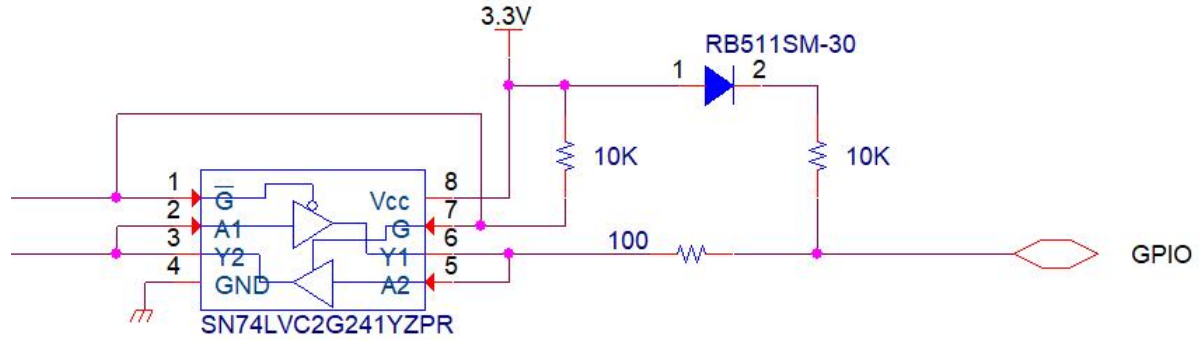 3.3V
RB511SM-30
1 2
10K 10K
1 G Vcc 8
2 A1 G 7
3 Y2 Y1 6
4 GND A2 5
100
GPIO
SN74LVC2G241YZPR